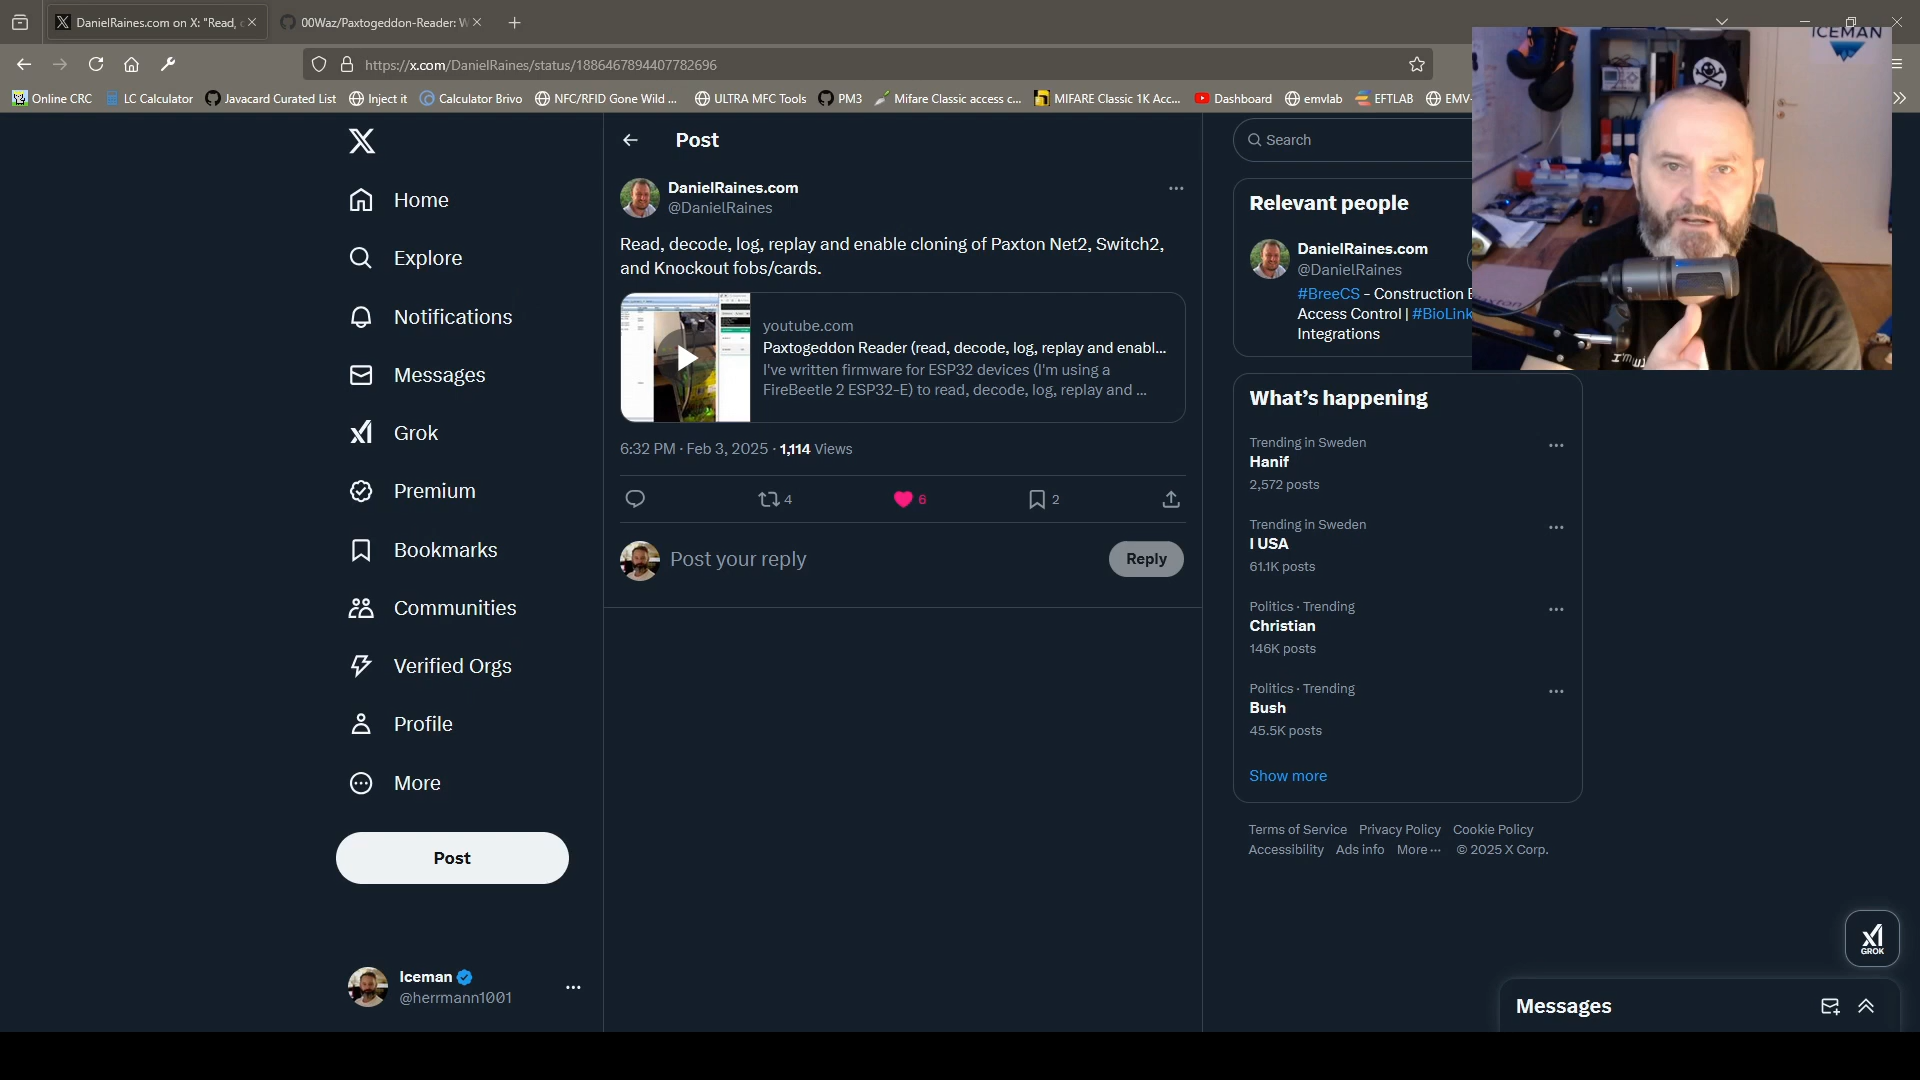 DanielRaines.com on X: "Read,
00Waz/Paxtogeddon-Reader: W
https://x.com/DanielRaines/status/1886467894407782696
Online CRC
LC Calculator
Javacard Curated List
Inject it
Calculator Brivo
NFC/RFID Gone Wild ...
ULTRA MFC Tools
PM3
Mifare Classic access c...
MIFARE Classic 1K Acc...
Dashboard
emvlab
EFTLAB
EMV-
ICEMAN
Home
Explore
Notifications
Messages
Grok
Premium
Bookmarks
Communities
Verified Orgs
Profile
More
Post
Iceman
@herrmann1001
Post
DanielRaines.com
@DanielRaines
Read, decode, log, replay and enable cloning of Paxton Net2, Switch2,
and Knockout fobs/cards.
youtube.com
Paxtogeddon Reader (read, decode, log, replay and enabl...
I've written firmware for ESP32 devices (I'm using a
FireBeetle 2 ESP32-E) to read, decode, log, replay and ...
6:32 PM · Feb 3, 2025 · 1,114 Views
4
6
2
Post your reply
Reply
Search
Relevant people
DanielRaines.com
@DanielRaines
#BreeCS - Construction
Access Control | #BioLink
Integrations
What's happening
Trending in Sweden
Hanif
2,572 posts
Trending in Sweden
I USA
61.1K posts
Politics · Trending
Christian
146K posts
Politics · Trending
Bush
45.5K posts
Show more
Terms of Service Privacy Policy Cookie Policy
Accessibility Ads info More ··· © 2025 X Corp.
GROK
Messages